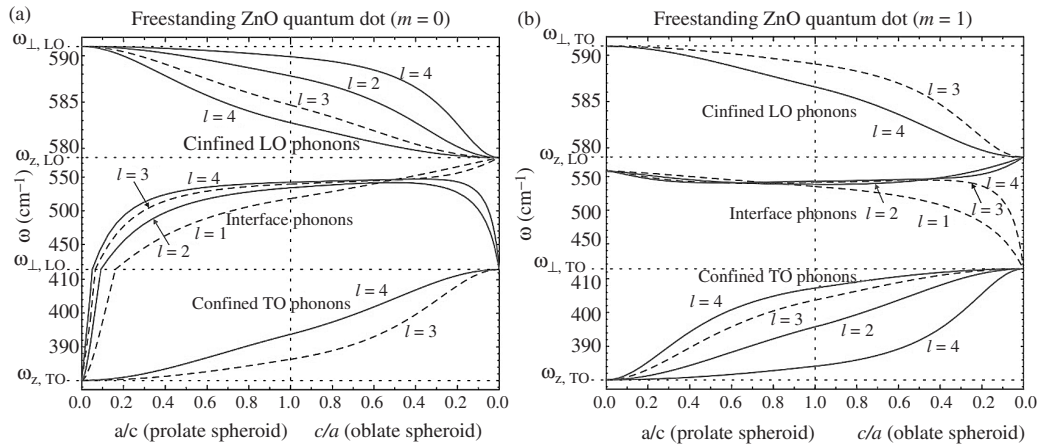 (a)
Freestanding ZnO quantum dot (m = 0)
ω⊥, LO
590
585
580
ωz, LO
550
500
450
ω⊥, LO
410
400
390
ωz, TO
ω (cm−1)
l = 4
l = 2
l = 3
l = 4
Cinfined LO phonons
l = 3
l = 4
Interface phonons
l = 1
l = 2
Confined TO phonons
l = 4
l = 3
0.0 0.2 0.4 0.6 0.8 1.0 0.8 0.6 0.4 0.2 0.0
a/c (prolate spheroid) c/a (oblate spheroid)
(b)
Freestanding ZnO quantum dot (m = 1)
ω⊥, TO
590
585
580
ωz, LO
550
500
450
ω⊥, TO
410
400
390
ωz, TO
ω (cm−1)
l = 3
Cinfined LO phonons
l = 4
l = 4
l = 3
l = 2
Interface phonons
l = 1
Confined TO phonons
l = 4
l = 3
l = 2
l = 4
0.0 0.2 0.4 0.6 0.8 1.0 0.8 0.6 0.4 0.2 0.0
a/c (prolate spheroid) c/a (oblate spheroid)